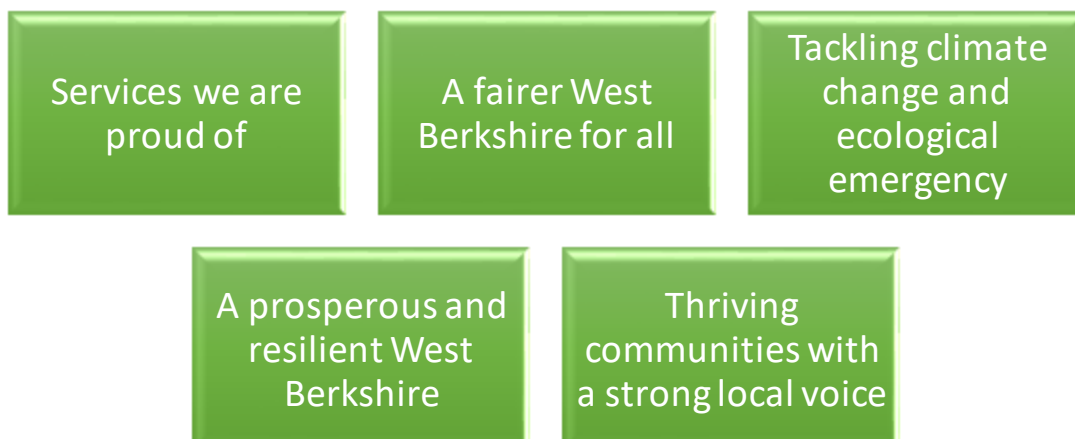 Services we are
proud of
A fairer West
Berkshire for all
Tackling climate
change and
ecological
emergency
A prosperous and
resilient West
Berkshire
Thriving
communities with
a strong local voice